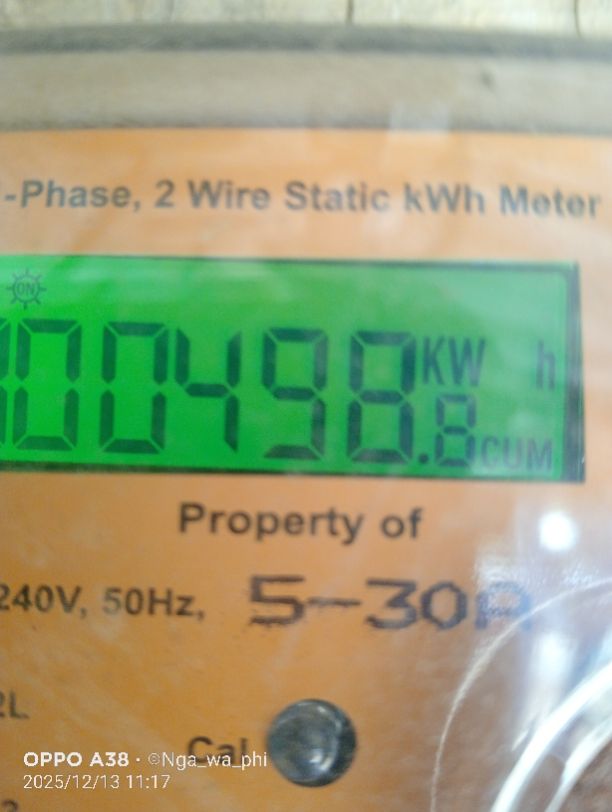 -Phase, 2 Wire Static kWh Meter
ON
00498.8 KW h
CUM
Property of
240V, 50Hz, 5-30A
2L
Cal
OPPO A38 · ©Nga_wa_phi
2025/12/13 11:17